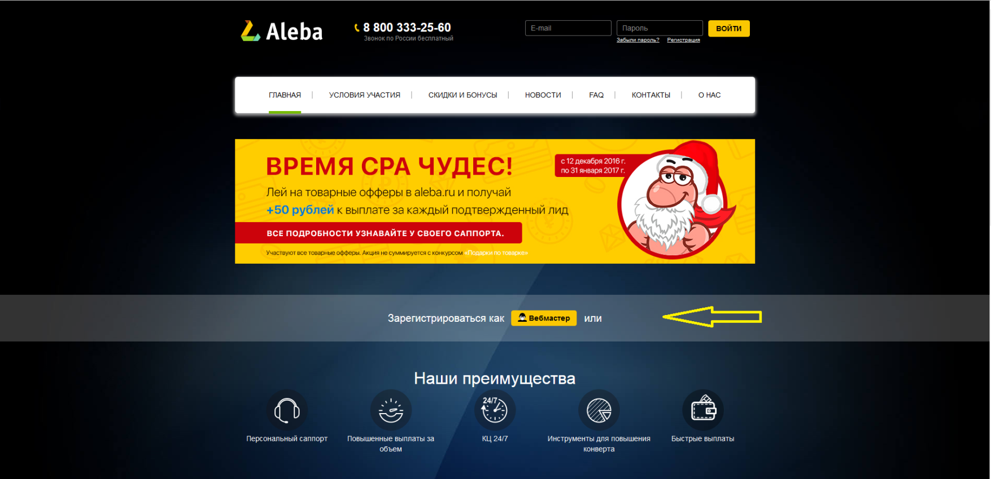 Aleba
8 800 333-25-60
Звонок по России бесплатный
E-mail
Пароль
ВОЙТИ
Забыли пароль? Регистрация
ГЛАВНАЯ | УСЛОВИЯ УЧАСТИЯ | СКИДКИ И БОНУСЫ | НОВОСТИ | FAQ | КОНТАКТЫ | О НАС
ВРЕМЯ СРА ЧУДЕС!
с 12 декабря 2016 г.
по 31 января 2017 г.
Лей на товарные офферы в aleba.ru и получай
+50 рублей к выплате за каждый подтвержденный лид
ВСЕ ПОДРОБНОСТИ УЗНАВАЙТЕ У СВОЕГО САППОРТА.
Участвуют все товарные офферы. Акция не суммируется с конкурсом «Подарки по товарке»
Зарегистрироваться как Вебмастер или
Наши преимущества
24/7
Персональный саппорт
Повышенные выплаты за
объем
КЦ 24/7
Инструменты для повышения
конверта
Быстрые выплаты